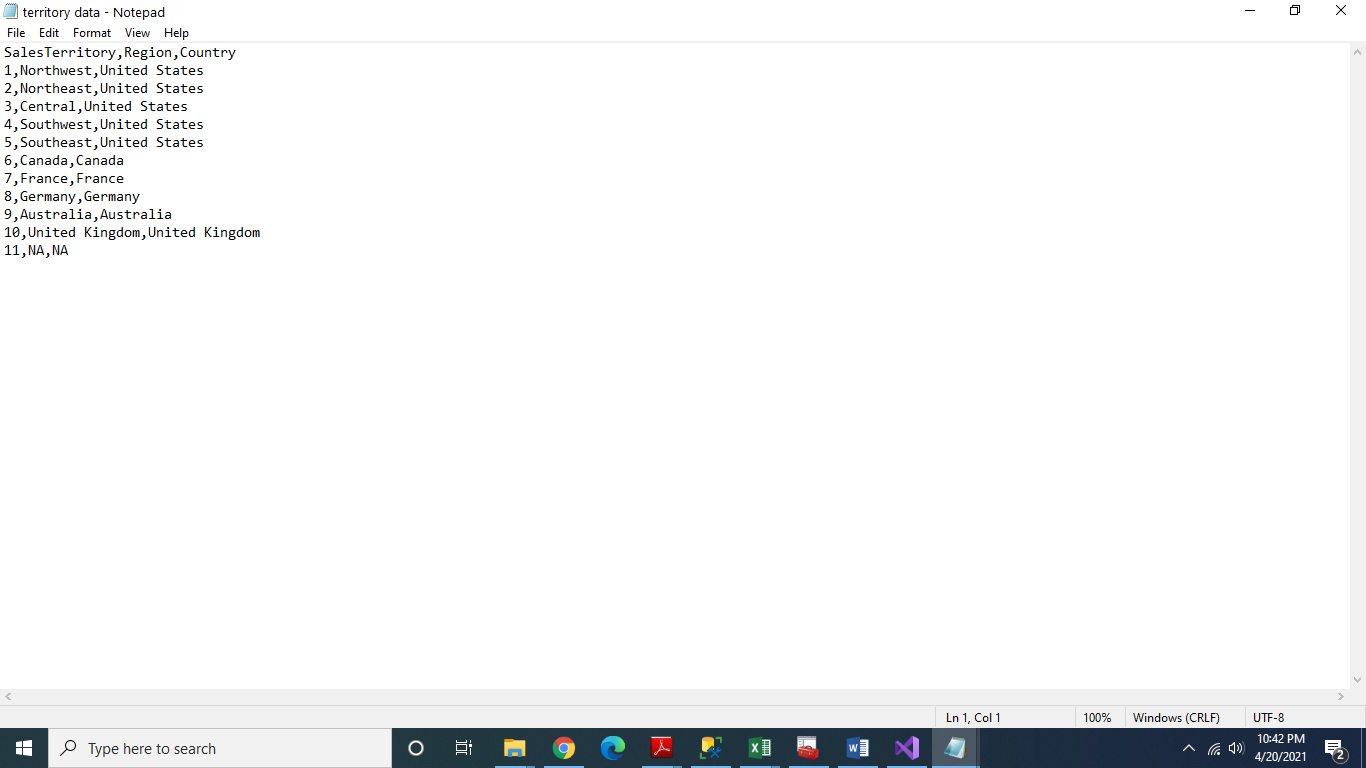 territory data - Notepad
File Edit Format View Help
SalesTerritory,Region,Country
1,Northwest,United States
2,Northeast,United States
3,Central,United States
4,Southwest,United States
5,Southeast,United States
6,Canada,Canada
7,France,France
8,Germany,Germany
9,Australia,Australia
10,United Kingdom,United Kingdom
11,NA,NA
Ln 1, Col 1 100% Windows (CRLF) UTF-8
Type here to search
10:42 PM
4/20/2021
2